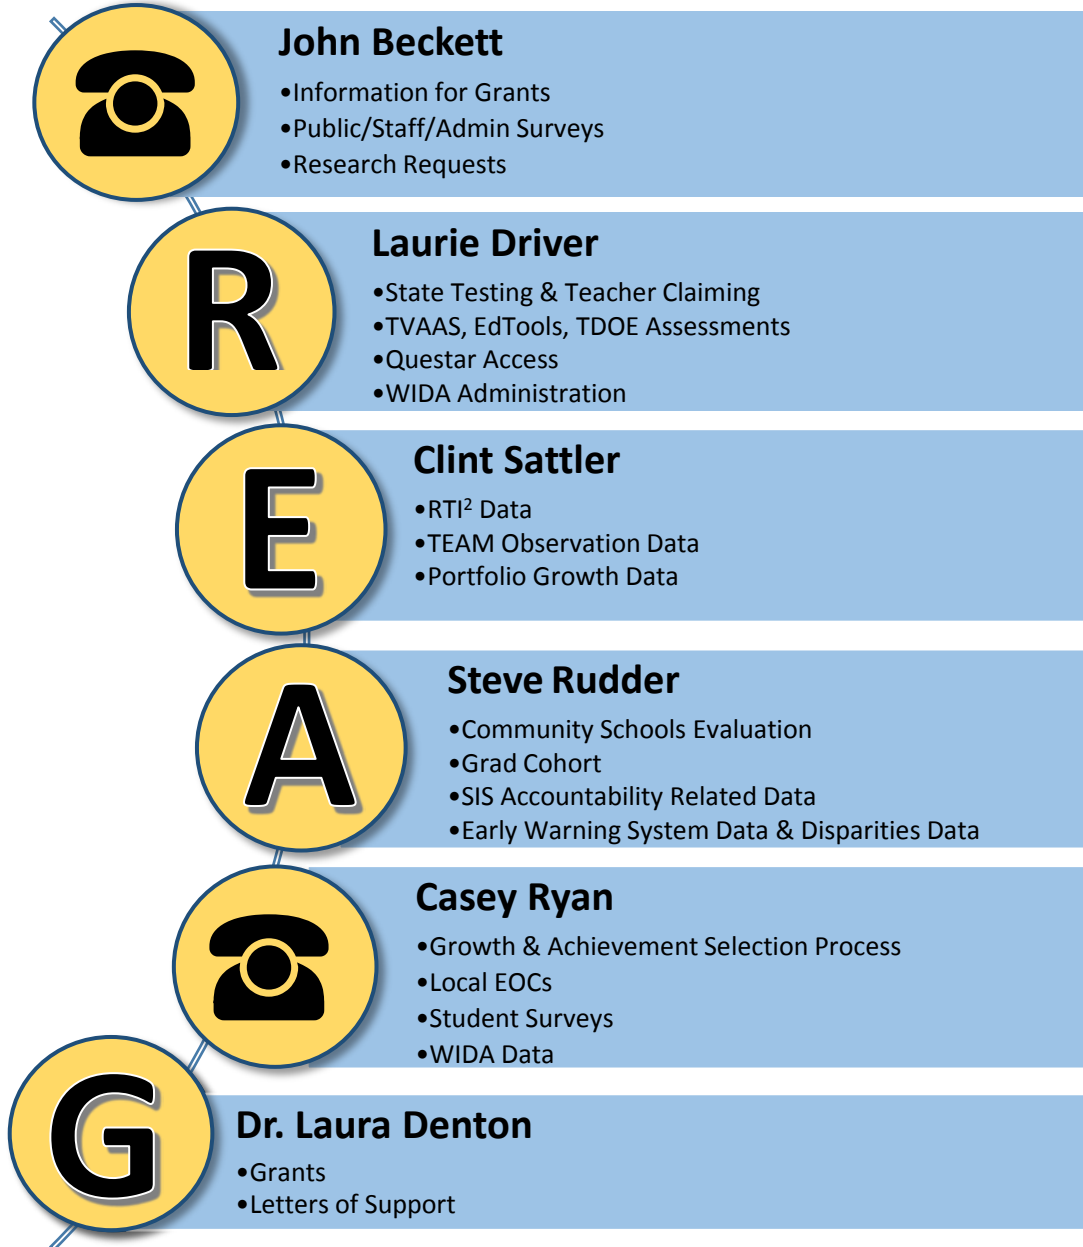 John Beckett
•Information for Grants
•Public/Staff/Admin Surveys
•Research Requests
R
Laurie Driver
•State Testing & Teacher Claiming
•TVAAS, EdTools, TDOE Assessments
•Questar Access
•WIDA Administration
E
Clint Sattler
•RTI² Data
•TEAM Observation Data
•Portfolio Growth Data
A
Steve Rudder
•Community Schools Evaluation
•Grad Cohort
•SIS Accountability Related Data
•Early Warning System Data & Disparities Data
Casey Ryan
•Growth & Achievement Selection Process
•Local EOCs
•Student Surveys
•WIDA Data
G
Dr. Laura Denton
•Grants
•Letters of Support